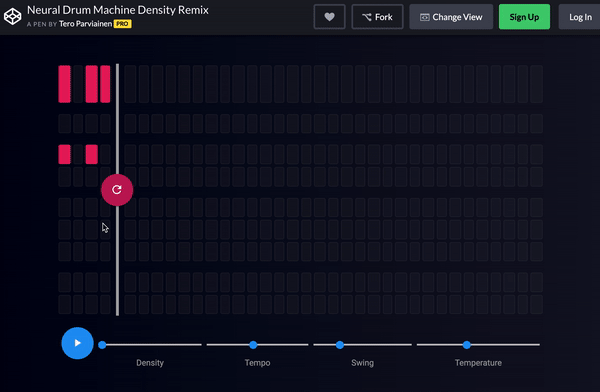 Neural Drum Machine Density Remix
A PEN BY Tero Parviainen PRO
Fork
Change View
Sign Up
Log In
Density
Tempo
Swing
Temperature